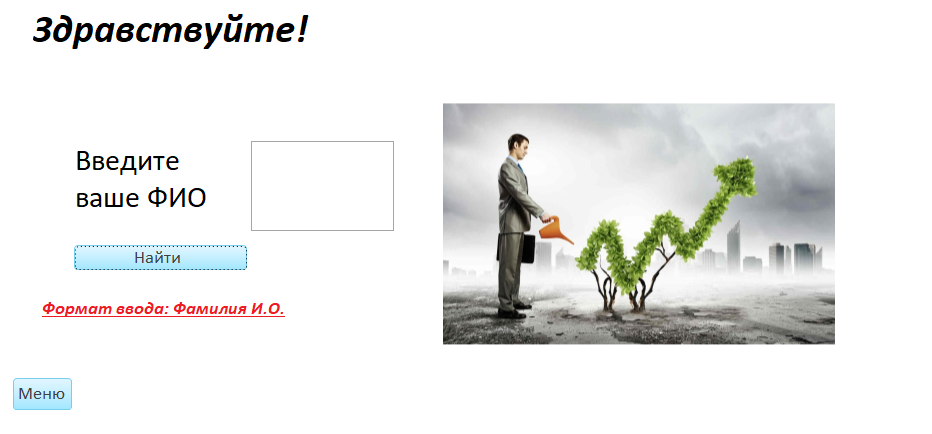 Здравствуйте!
Введите
ваше ФИО
Найти
Формат ввода: Фамилия И.О.
Меню